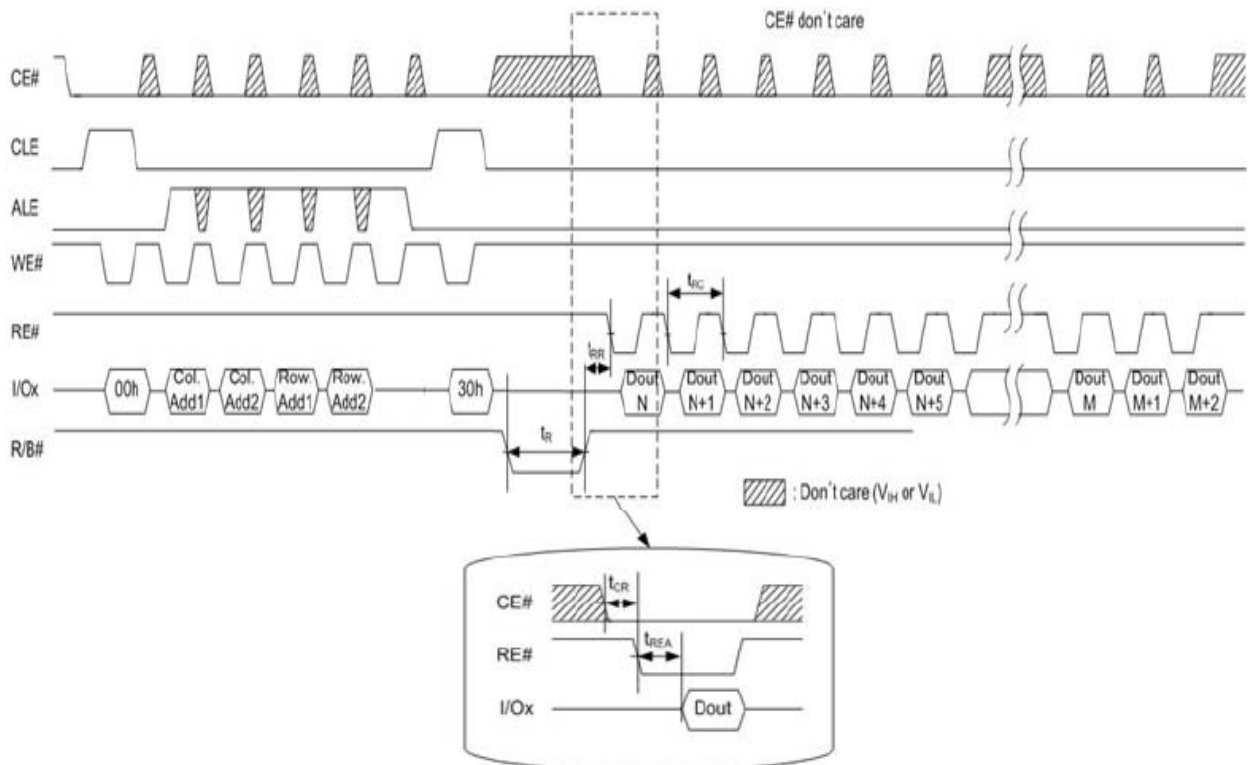 CE# don´t care
CE#
CLE
ALE
WE#
tRC
RE#
tRR
I/Ox
00h
Col.
Add1
Col.
Add2
Row.
Add1
Row.
Add2
30h
Dout
N
Dout
N+1
Dout
N+2
Dout
N+3
Dout
N+4
Dout
N+5
Dout
M
Dout
M+1
Dout
M+2
tR
R/B#
: Don´t care (VIH or VIL)
tCR
CE#
tREA
RE#
I/Ox
Dout